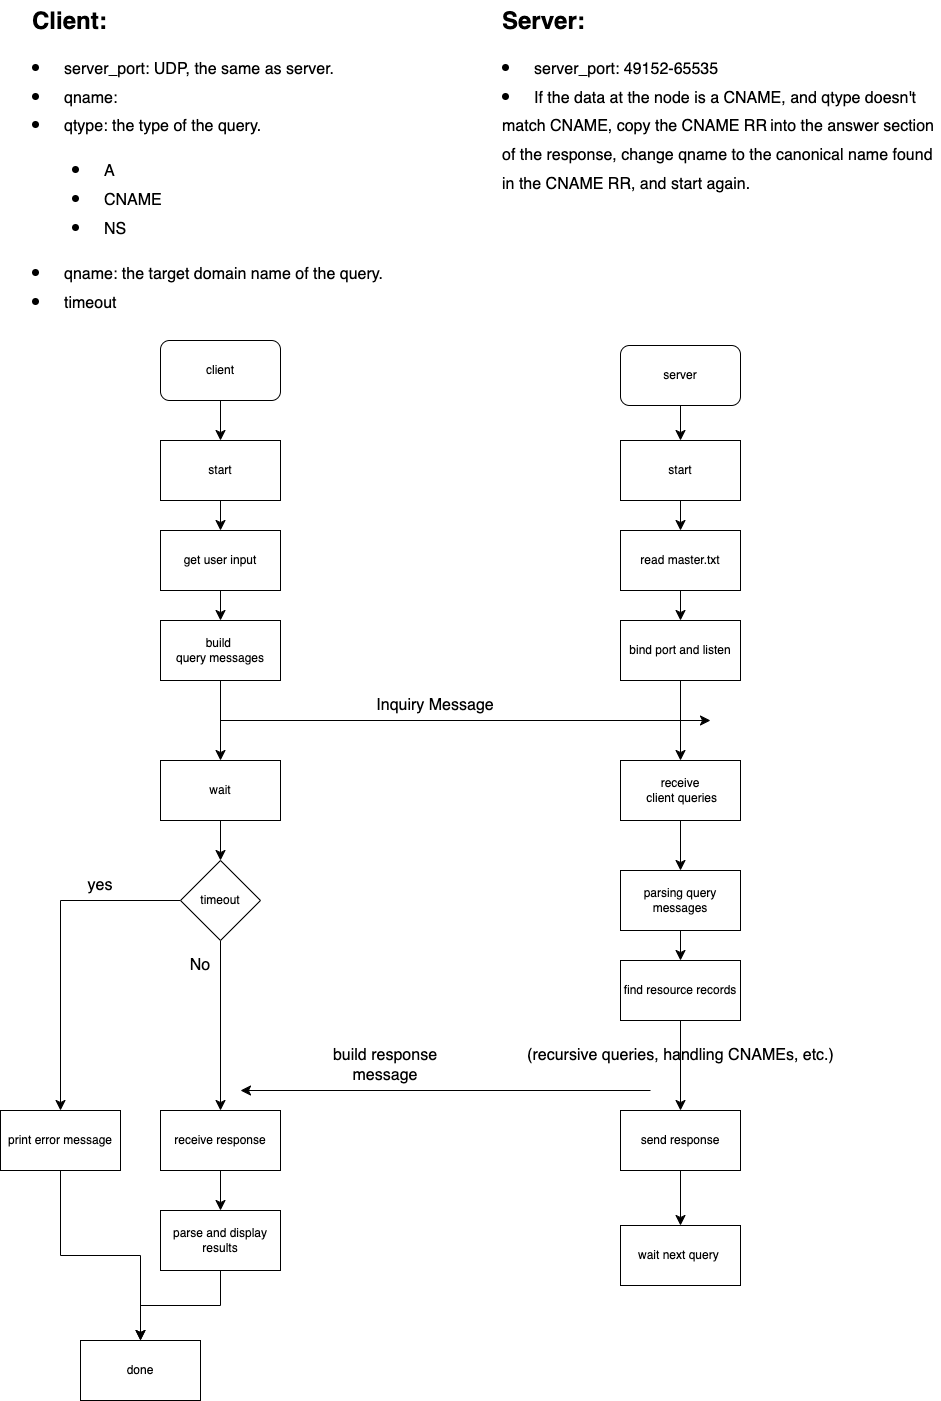 Client:
server_port: UDP, the same as server.
qname:
qtype: the type of the query.
A
CNAME
NS
qname: the target domain name of the query.
timeout
Server:
server_port: 49152-65535
If the data at the node is a CNAME, and qtype doesn't
match CNAME, copy the CNAME RR into the answer section
of the response, change qname to the canonical name found
in the CNAME RR, and start again.
client
start
get user input
build
query messages
Inquiry Message
wait
timeout
yes
No
print error message
receive response
parse and display
results
done
server
start
read master.txt
bind port and listen
receive
client queries
parsing query
messages
find resource records
(recursive queries, handling CNAMEs, etc.)
build response
message
send response
wait next query